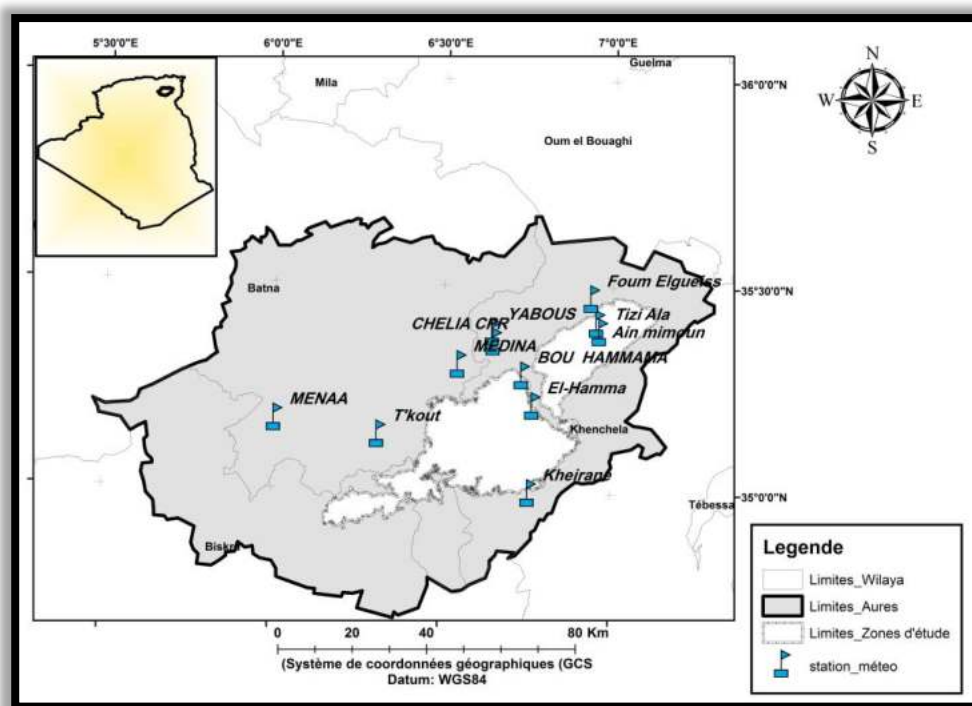 5°30'0"E 6°0'0"E 6°30'0"E 7°0'0"E
Guelma
Mila
36°0'0"N
N
W E
S
Oum el Bouaghi
Batna
Foum Elgueiss
35°30'0"N
YABOUS
Tizi Ala
CHELIA CPR
Ain mimoun
MEDINA
BOU HAMMAMA
El-Hamma
MENAA
T'kout
Khenchela
Kheirane
35°0'0"N
Tébessa
Biskra
Legende
Limites_Wilaya
Limites_Aures
Limites_Zones d'étude
station_méteo
0 20 40 80 Km
(Système de coordonnées géographiques (GCS
Datum: WGS84